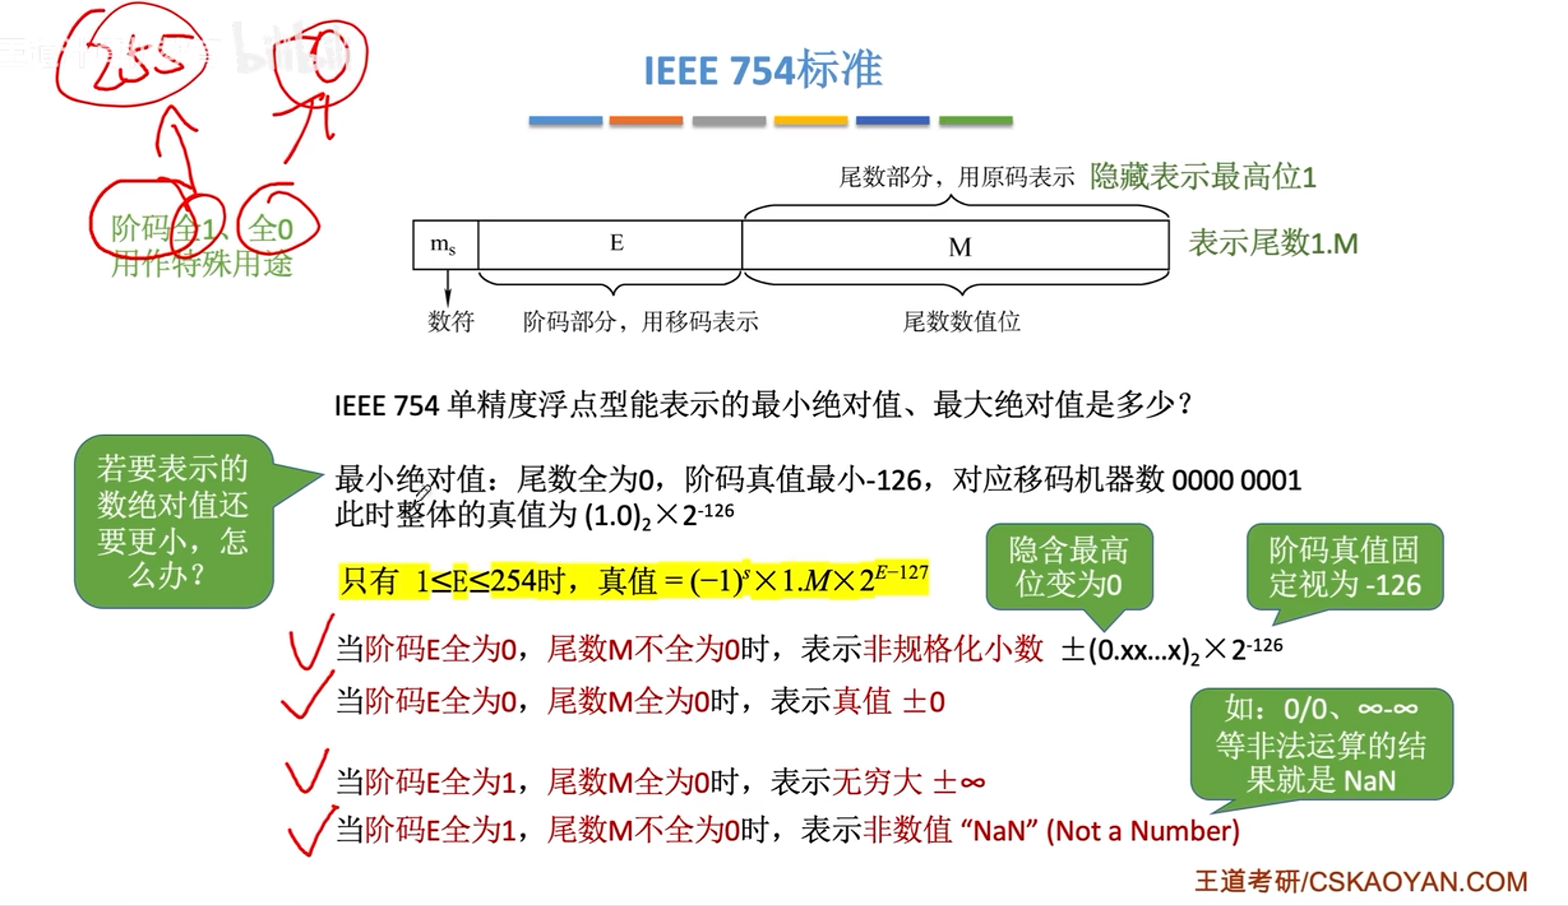 255
0
bilibili
IEEE 754标准
尾数部分，用原码表示 隐藏表示最高位1
阶码全1、全0
用作特殊用途
mₛ E M 表示尾数1.M
数符 阶码部分，用移码表示 尾数数值位
IEEE 754 单精度浮点型能表示的最小绝对值、最大绝对值是多少？
若要表示的
数绝对值还
要更小，怎
么办？
最小绝对值：尾数全为0，阶码真值最小-126，对应移码机器数 0000 0001
此时整体的真值为 (1.0)₂×2⁻¹²⁶
隐含最高
位变为0
阶码真值固
定视为 -126
只有 1≤E≤254时，真值 = (−1)ˢ×1.M×2ᴱ⁻¹²⁷
当阶码E全为0，尾数M不全为0时，表示非规格化小数 ±(0.xx...x)₂×2⁻¹²⁶
当阶码E全为0，尾数M全为0时，表示真值 ±0
如：0/0、∞-∞
等非法运算的结
果就是 NaN
当阶码E全为1，尾数M全为0时，表示无穷大 ±∞
当阶码E全为1，尾数M不全为0时，表示非数值 “NaN” (Not a Number)
王道考研/CSKAOYAN.COM